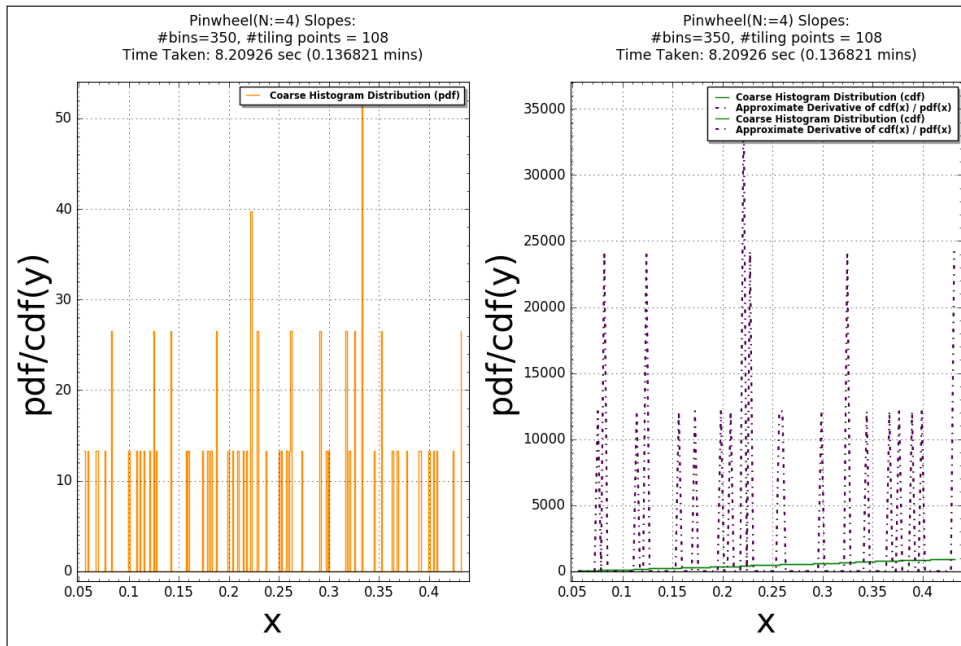 Pinwheel(N:=4) Slopes:
#bins=350, #tiling points = 108
Time Taken: 8.20926 sec (0.136821 mins)
Coarse Histogram Distribution (pdf)
50
40
30
20
10
0
0.05
0.1
0.15
0.2
0.25
0.3
0.35
0.4
pdf/cdf(y)
x
Pinwheel(N:=4) Slopes:
#bins=350, #tiling points = 108
Time Taken: 8.20926 sec (0.136821 mins)
Coarse Histogram Distribution (cdf)
Approximate Derivative of cdf(x) / pdf(x)
Coarse Histogram Distribution (cdf)
Approximate Derivative of cdf(x) / pdf(x)
35000
30000
25000
20000
15000
10000
5000
0
0.05
0.1
0.15
0.2
0.25
0.3
0.35
0.4
pdf/cdf(y)
x